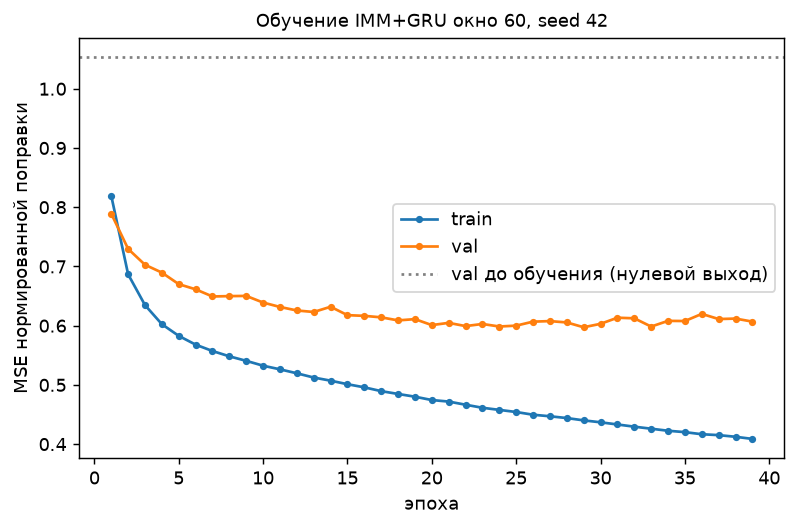 Обучение IMM+GRU окно 60, seed 42
MSE нормированной поправки
1.0
0.9
0.8
0.7
0.6
0.5
0.4
train
val
val до обучения (нулевой выход)
0 5 10 15 20 25 30 35 40
эпоха